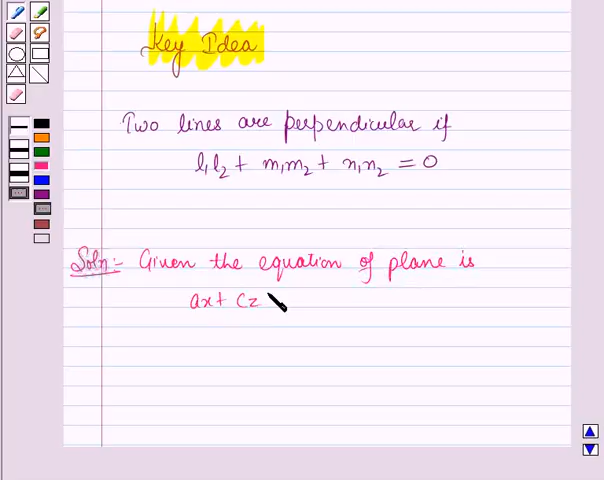 Key Idea
Two lines are perpendicular if
l₁l₂ + m₁m₂ + n₁n₂ = 0
Soln:- Given the equation of plane is
ax + cz